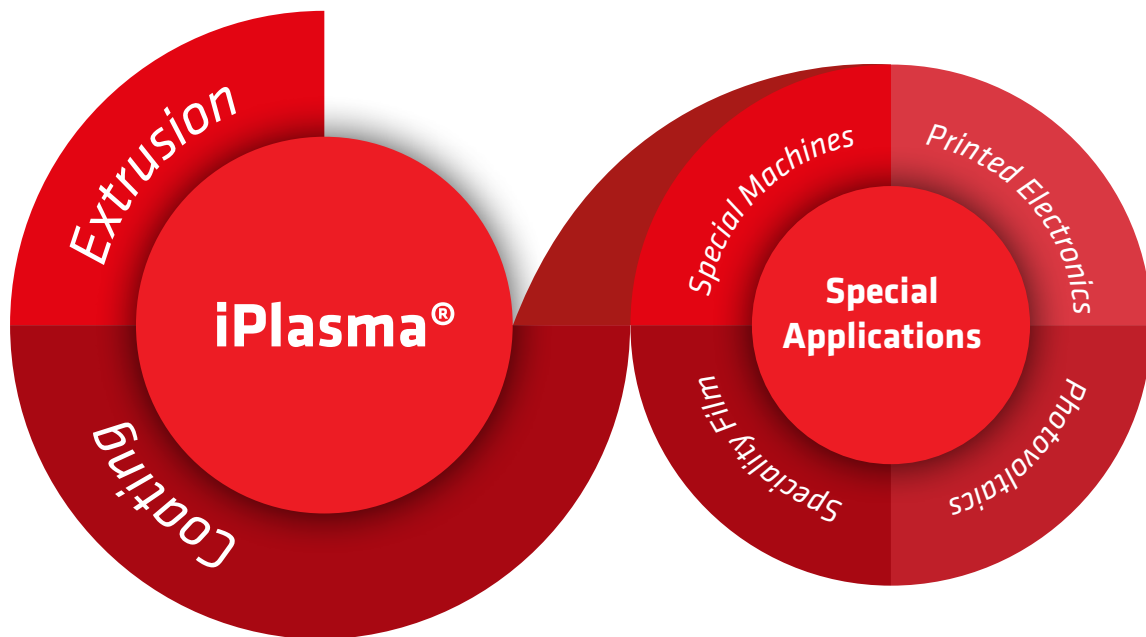 Extrusion
iPlasma®
Coating
Special Machines
Printed Electronics
Special
Applications
Speciality Film
Photovoltaics